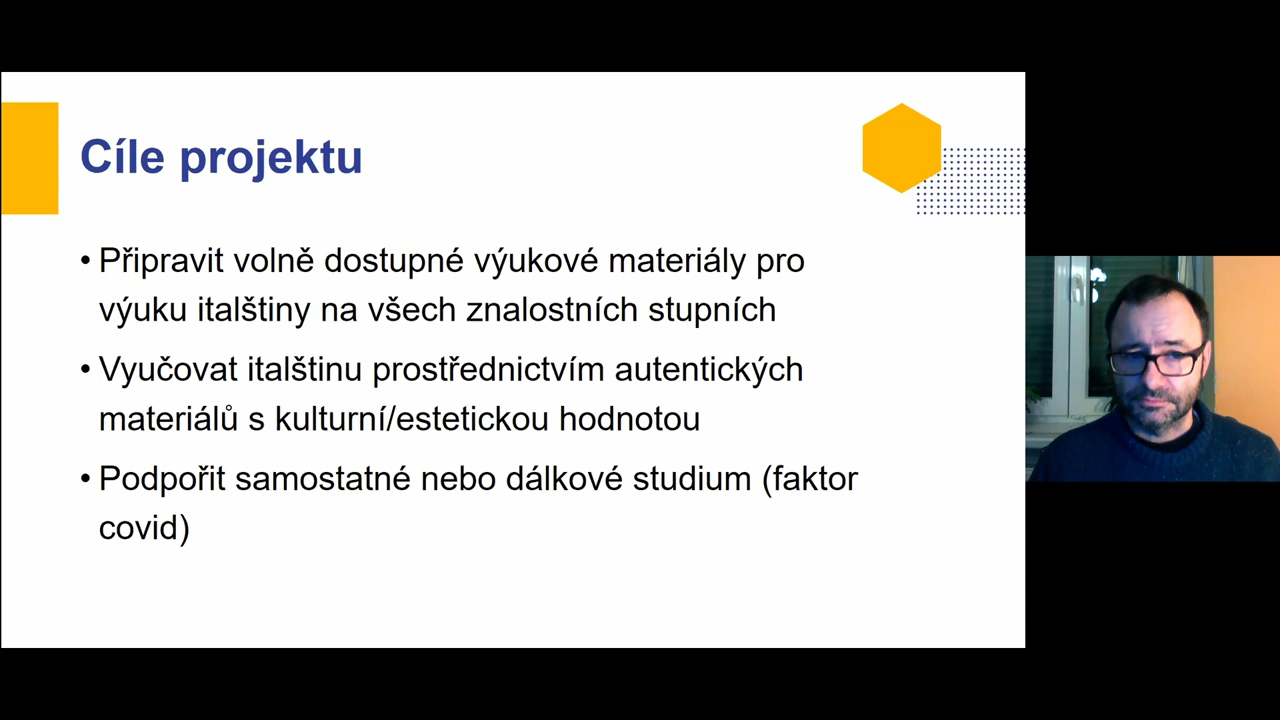 Cíle projektu
• Připravit volně dostupné výukové materiály pro
výuku italštiny na všech znalostních stupních
• Vyučovat italštinu prostřednictvím autentických
materiálů s kulturní/estetickou hodnotou
• Podpořit samostatné nebo dálkové studium (faktor
covid)